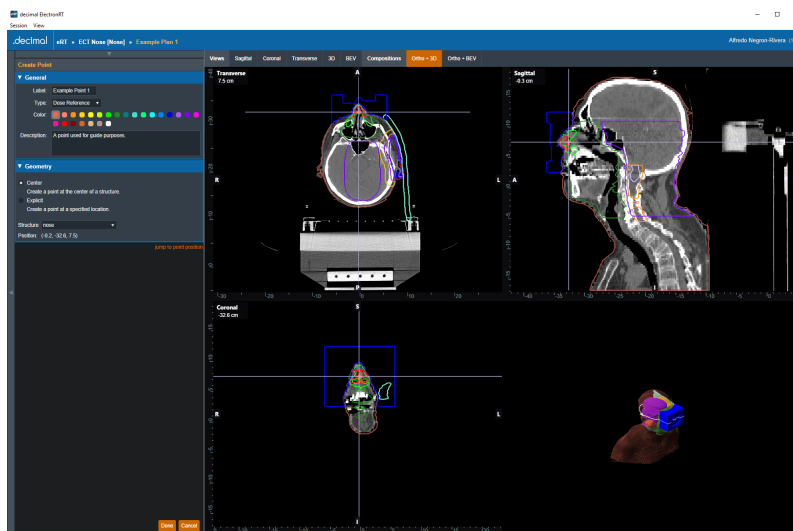 decimal ElectronRT
Session View
.decimal eRT » ECT Nose [Nose] » Example Plan 1
Alfredo Negron-Rivera
Create Point
General
Label: Example Point 1
Type: Dose Reference
Color:
Description: A point used for guide purposes.
Geometry
Center
Create a point at the center of a structure.
Explicit
Create a point at a specified location.
Structure: nose
Position: (-0.2, -32.6, 7.5)
jump to point position
Done Cancel
Views Sagittal Coronal Transverse 3D BEV Compositions Ortho + 3D Ortho + BEV
Transverse
7.5 cm
A
R
L
P
Sagittal
-0.3 cm
S
A
I
Coronal
-32.6 cm
S
R
L
I